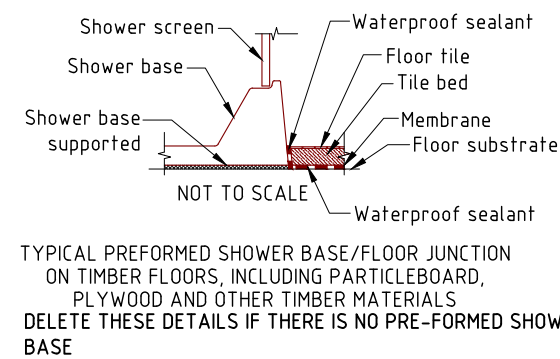 Shower screen
Waterproof sealant
Shower base
Floor tile
Tile bed
Shower base
supported
Membrane
Floor substrate
NOT TO SCALE
Waterproof sealant
TYPICAL PREFORMED SHOWER BASE/FLOOR JUNCTION
ON TIMBER FLOORS, INCLUDING PARTICLEBOARD,
PLYWOOD AND OTHER TIMBER MATERIALS
DELETE THESE DETAILS IF THERE IS NO PRE-FORMED SHOW
BASE